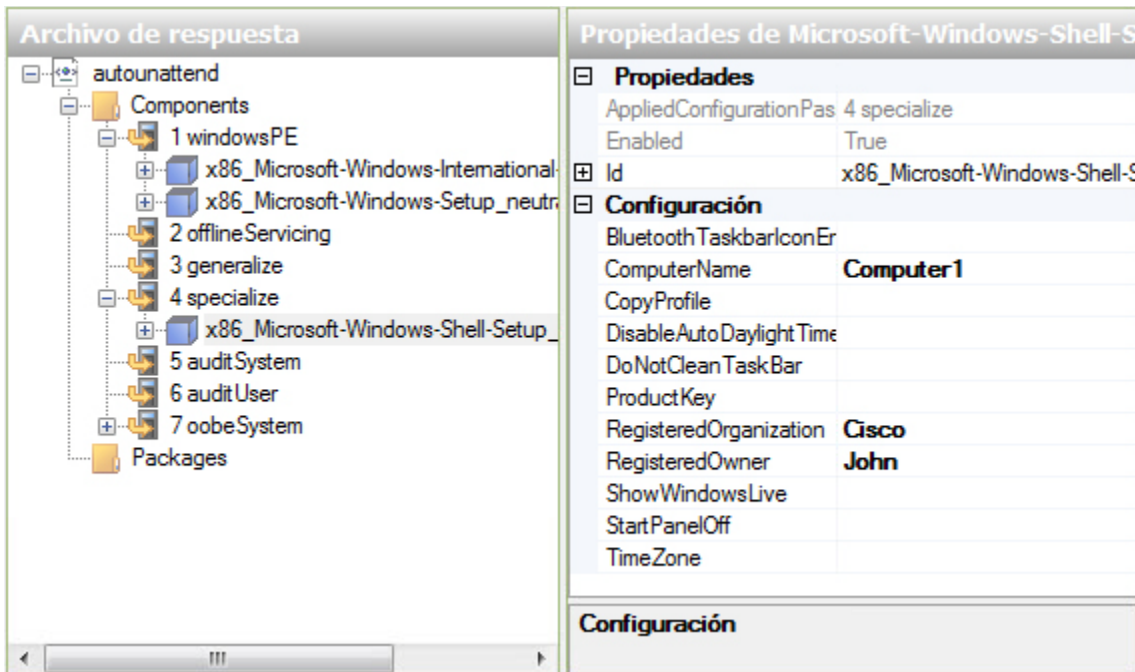 Archivo de respuesta
autounattend
Components
1 windowsPE
x86_Microsoft-Windows-International-
x86_Microsoft-Windows-Setup_neutra
2 offlineServicing
3 generalize
4 specialize
x86_Microsoft-Windows-Shell-Setup_
5 auditSystem
6 auditUser
7 oobeSystem
Packages
Propiedades de Microsoft-Windows-Shell-S
Propiedades
AppliedConfigurationPas 4 specialize
Enabled True
Id x86_Microsoft-Windows-Shell-S
Configuración
BluetoothTaskbarIconEr
ComputerName Computer1
CopyProfile
DisableAutoDaylightTime
DoNotCleanTaskBar
ProductKey
RegisteredOrganization Cisco
RegisteredOwner John
ShowWindowsLive
StartPanelOff
TimeZone
Configuración